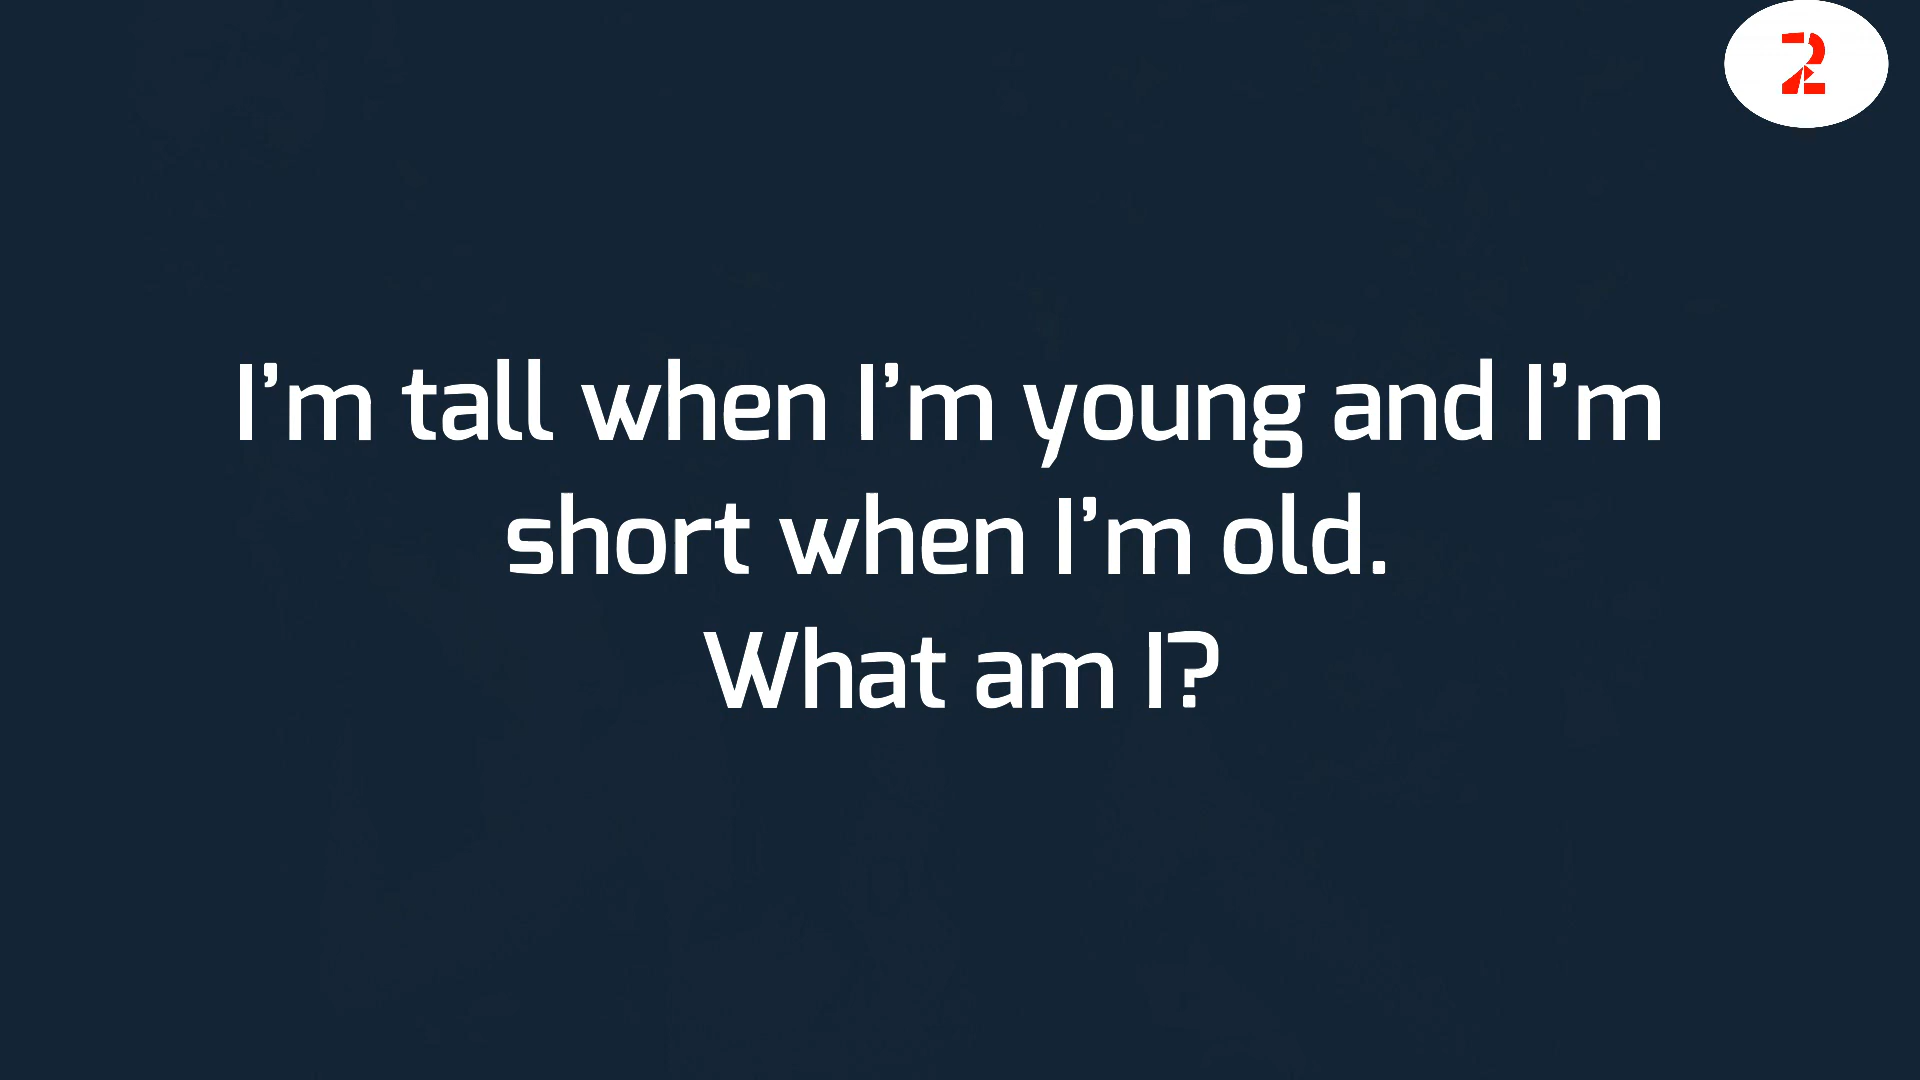 2
I’m tall when I’m young and I’m
short when I’m old.
What am I?